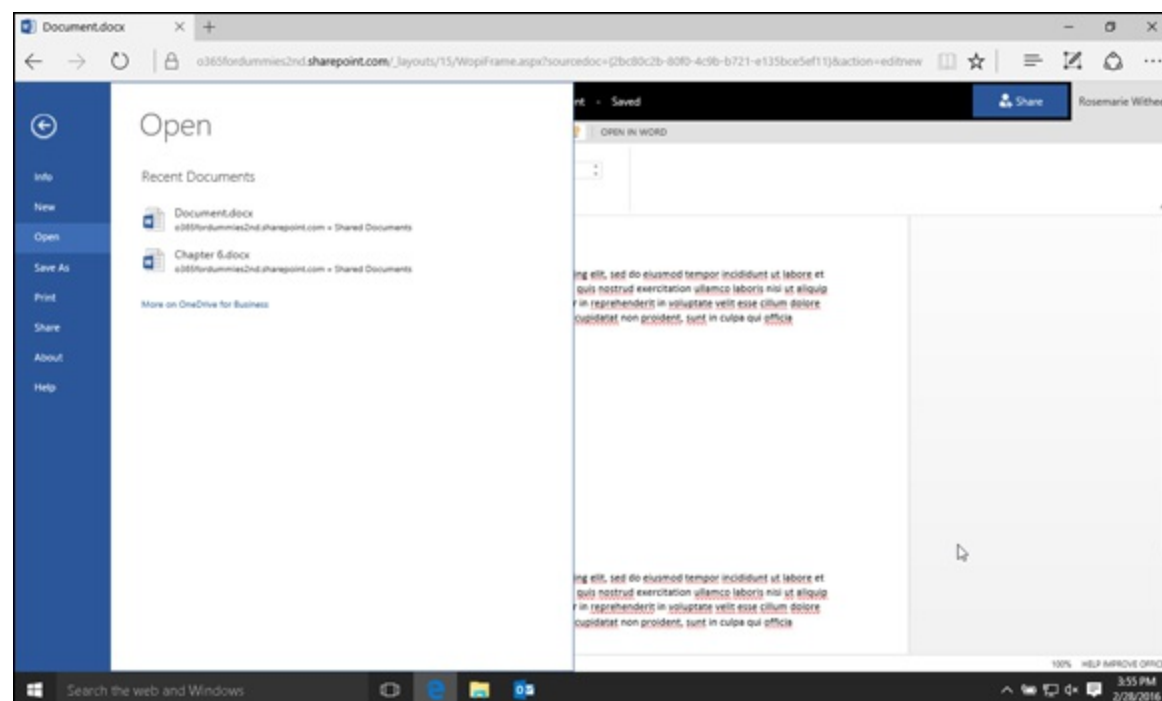 Document.docx
o365fordummies2nd.sharepoint.com/_layouts/15/WopiFrame.aspx?sourcedoc={2bc80c2b-80f0-4c9b-b721-e135bce5ef11}&action=editnew
nt - Saved
Share
Rosemarie Withee
OPEN IN WORD
Open
Info
New
Open
Save As
Print
Share
About
Help
Recent Documents
Document.docx
o365fordummies2nd.sharepoint.com » Shared Documents
Chapter 6.docx
o365fordummies2nd.sharepoint.com » Shared Documents
More on OneDrive for Business
ing elit, sed do eiusmod tempor incididunt ut labore et
quis nostrud exercitation ullamco laboris nisi ut aliquip
r in reprehenderit in voluptate velit esse cillum dolore
cupidatat non proident, sunt in culpa qui officia
ing elit, sed do eiusmod tempor incididunt ut labore et
quis nostrud exercitation ullamco laboris nisi ut aliquip
r in reprehenderit in voluptate velit esse cillum dolore
cupidatat non proident, sunt in culpa qui officia
100% HELP IMPROVE OFFIC
Search the web and Windows
3:55 PM
2/28/2016